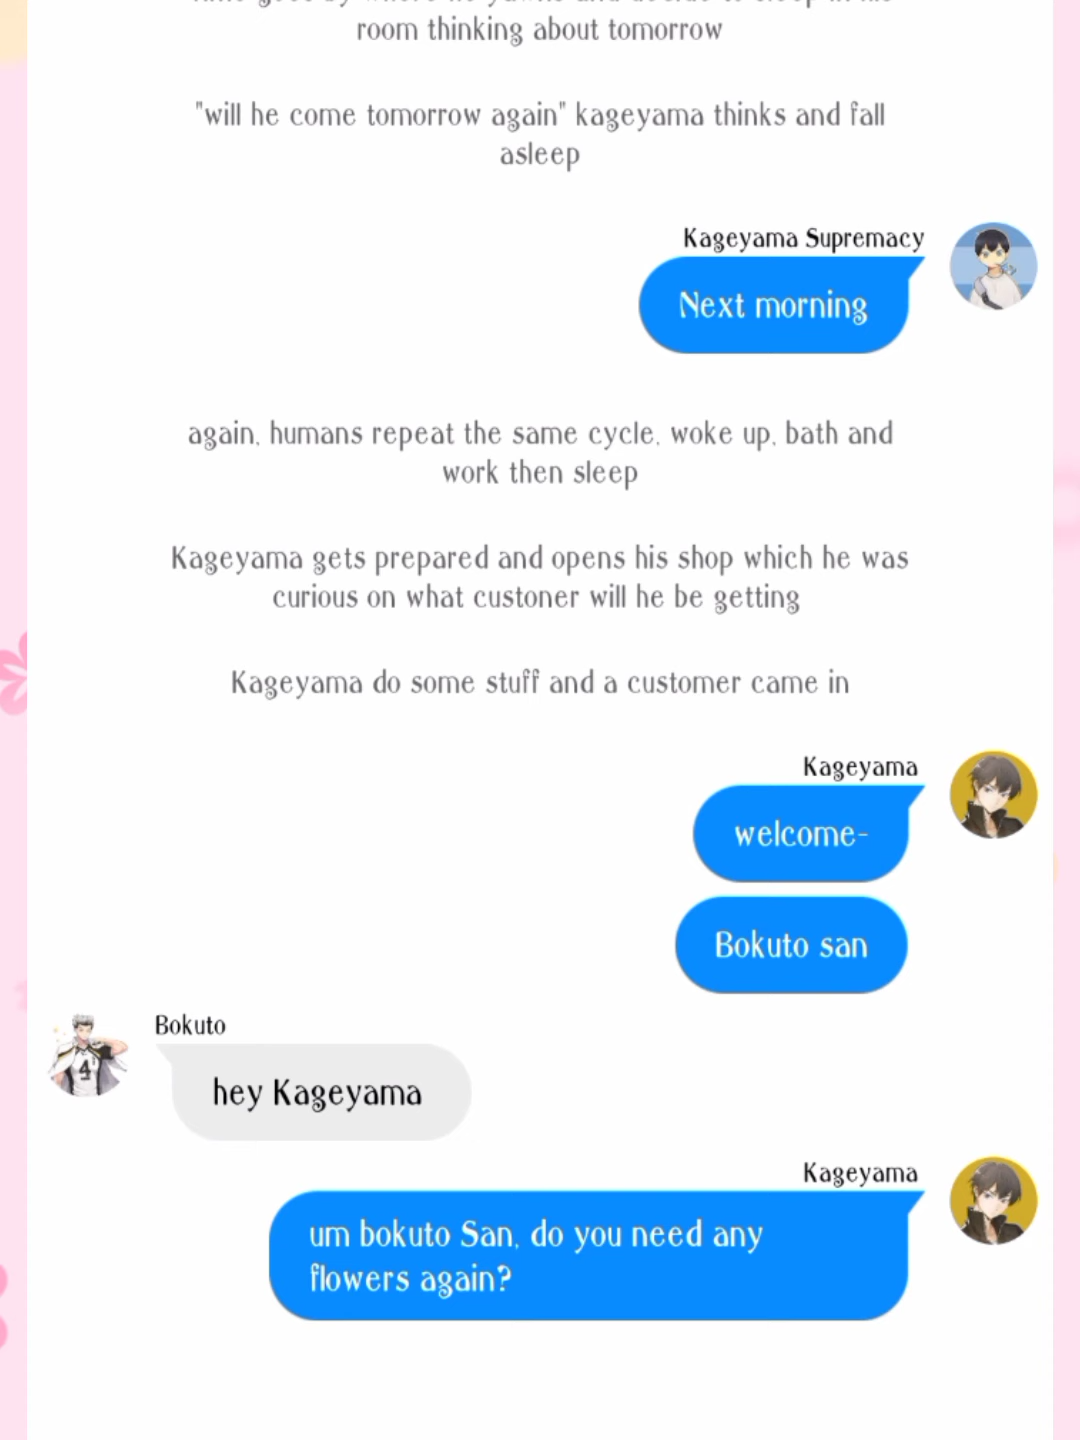 room thinking about tomorrow
"will he come tomorrow again" kageyama thinks and fall
asleep
Kageyama Supremacy
Next morning
again, humans repeat the same cycle, woke up, bath and
work then sleep
Kageyama gets prepared and opens his shop which he was
curious on what custoner will he be getting
Kageyama do some stuff and a customer came in
Kageyama
welcome-
Bokuto san
Bokuto
hey Kageyama
Kageyama
um bokuto San, do you need any
flowers again?